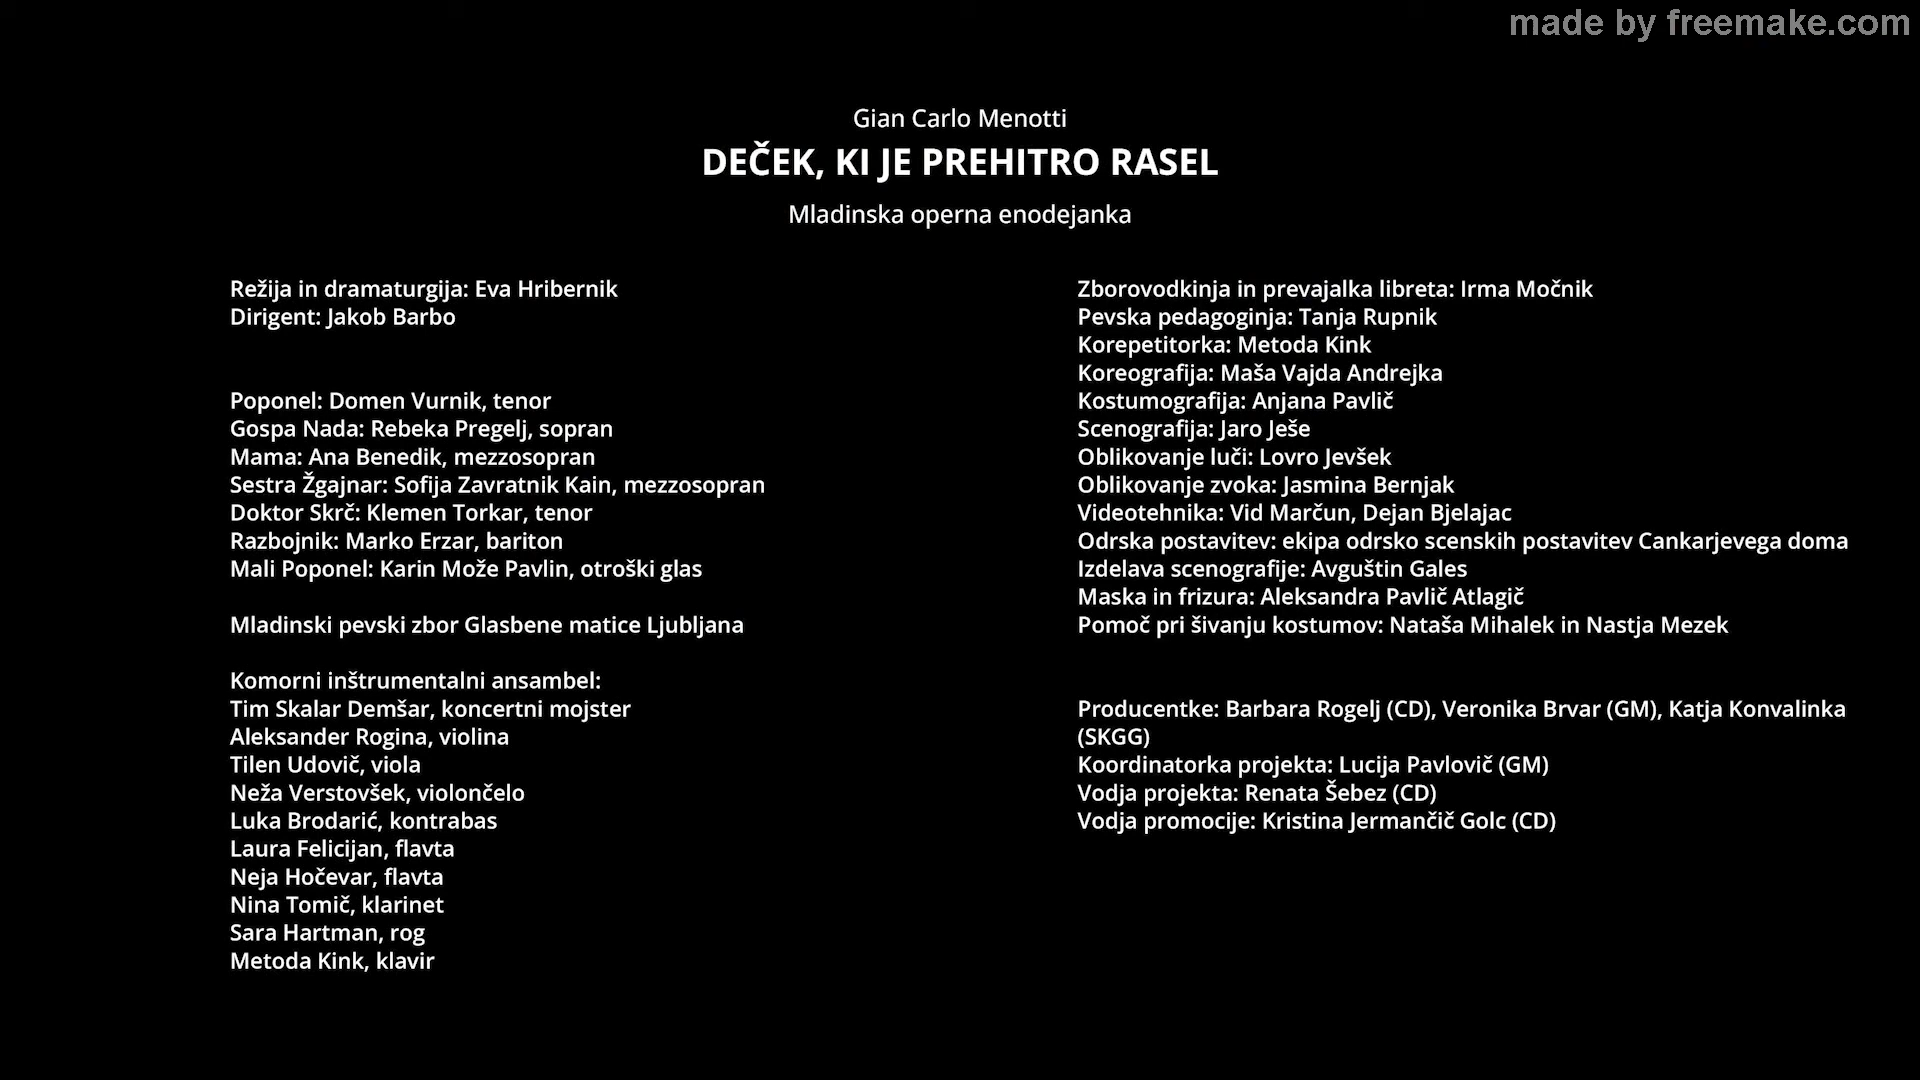 made by freemake.com
Gian Carlo Menotti
DEČEK, KI JE PREHITRO RASEL
Mladinska operna enodejanka
Režija in dramaturgija: Eva Hribernik
Dirigent: Jakob Barbo
Poponel: Domen Vurnik, tenor
Gospa Nada: Rebeka Pregelj, sopran
Mama: Ana Benedik, mezzosopran
Sestra Žgajnar: Sofija Zavratnik Kain, mezzosopran
Doktor Skrč: Klemen Torkar, tenor
Razbojnik: Marko Erzar, bariton
Mali Poponel: Karin Može Pavlin, otroški glas
Mladinski pevski zbor Glasbene matice Ljubljana
Komorni inštrumentalni ansambel:
Tim Skalar Demšar, koncertni mojster
Aleksander Rogina, violina
Tilen Udovič, viola
Neža Verstovšek, violončelo
Luka Brodarić, kontrabas
Laura Felicijan, flavta
Neja Hočevar, flavta
Nina Tomič, klarinet
Sara Hartman, rog
Metoda Kink, klavir
Zborovodkinja in prevajalka libreta: Irma Močnik
Pevska pedagoginja: Tanja Rupnik
Korepetitorka: Metoda Kink
Koreografija: Maša Vajda Andrejka
Kostumografija: Anjana Pavlič
Scenografija: Jaro Ješe
Oblikovanje luči: Lovro Jevšek
Oblikovanje zvoka: Jasmina Bernjak
Videotehnika: Vid Marčun, Dejan Bjelajac
Odrska postavitev: ekipa odrsko scenskih postavitev Cankarjevega doma
Izdelava scenografije: Avguštin Gales
Maska in frizura: Aleksandra Pavlič Atlagič
Pomoč pri šivanju kostumov: Nataša Mihalek in Nastja Mezek
Producentke: Barbara Rogelj (CD), Veronika Brvar (GM), Katja Konvalinka
(SKGG)
Koordinatorka projekta: Lucija Pavlovič (GM)
Vodja projekta: Renata Šebez (CD)
Vodja promocije: Kristina Jermančič Golc (CD)